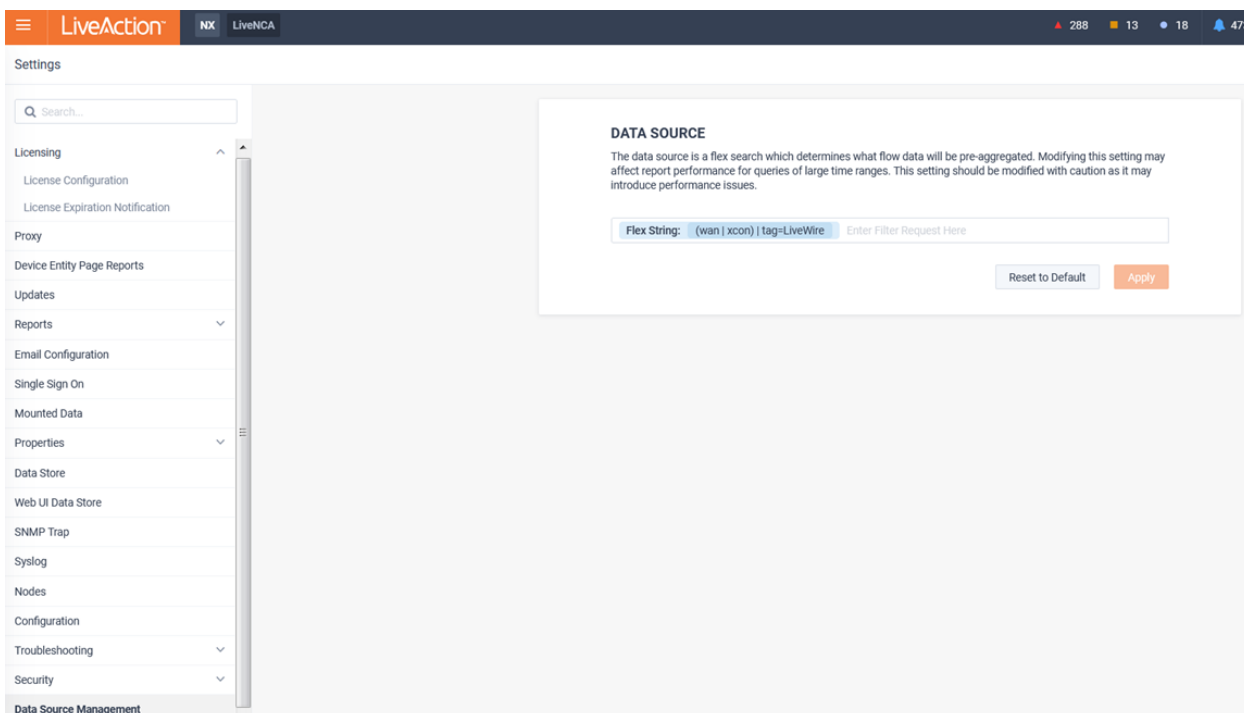 LiveAction
NX LiveNCA
288 13 18 47
Settings
Search...
Licensing
License Configuration
License Expiration Notification
Proxy
Device Entity Page Reports
Updates
Reports
Email Configuration
Single Sign On
Mounted Data
Properties
Data Store
Web UI Data Store
SNMP Trap
Syslog
Nodes
Configuration
Troubleshooting
Security
Data Source Management
DATA SOURCE
The data source is a flex search which determines what flow data will be pre-aggregated. Modifying this setting may
affect report performance for queries of large time ranges. This setting should be modified with caution as it may
introduce performance issues.
Flex String: (wan | xcon) | tag=LiveWire Enter Filter Request Here
Reset to Default Apply